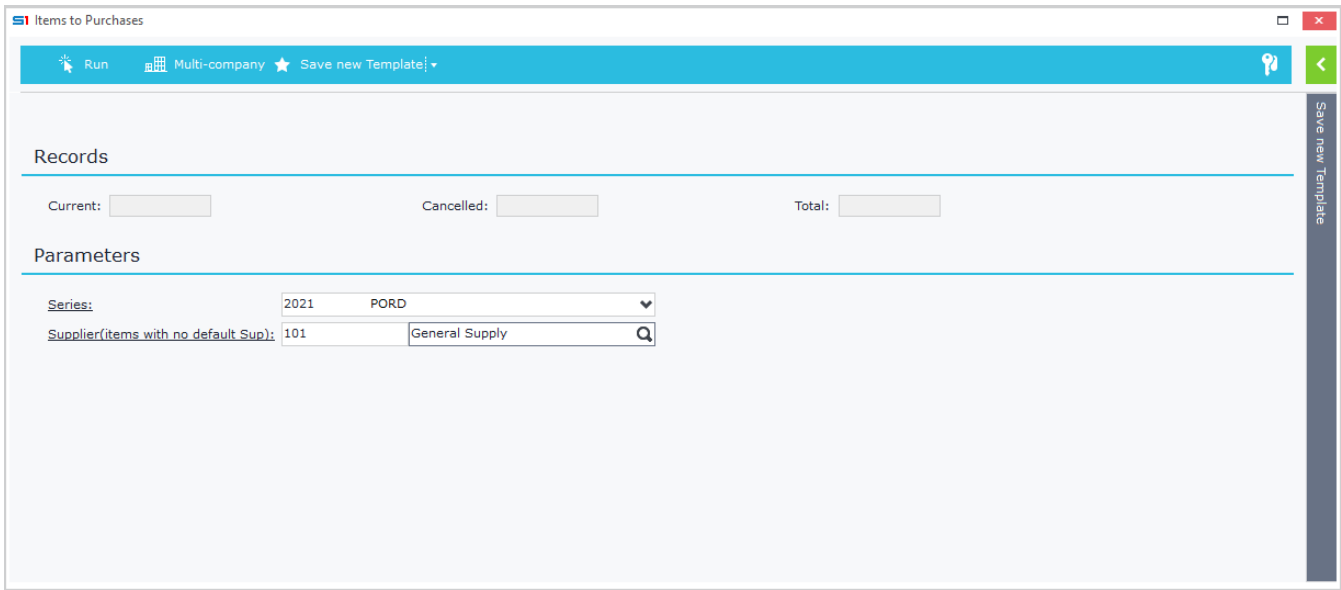 S1 Items to Purchases
Run Multi-company Save new Template
Save new Template
Records
Current: Cancelled: Total:
Parameters
Series: 2021 PORD
Supplier(items with no default Sup): 101 General Supply